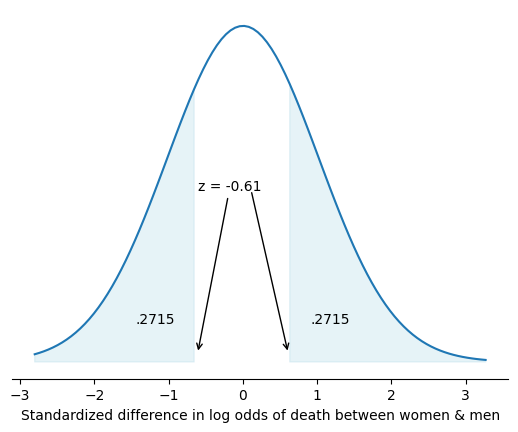 z = -0.61
.2715 .2715
−3 −2 −1 0 1 2 3
Standardized difference in log odds of death between women & men